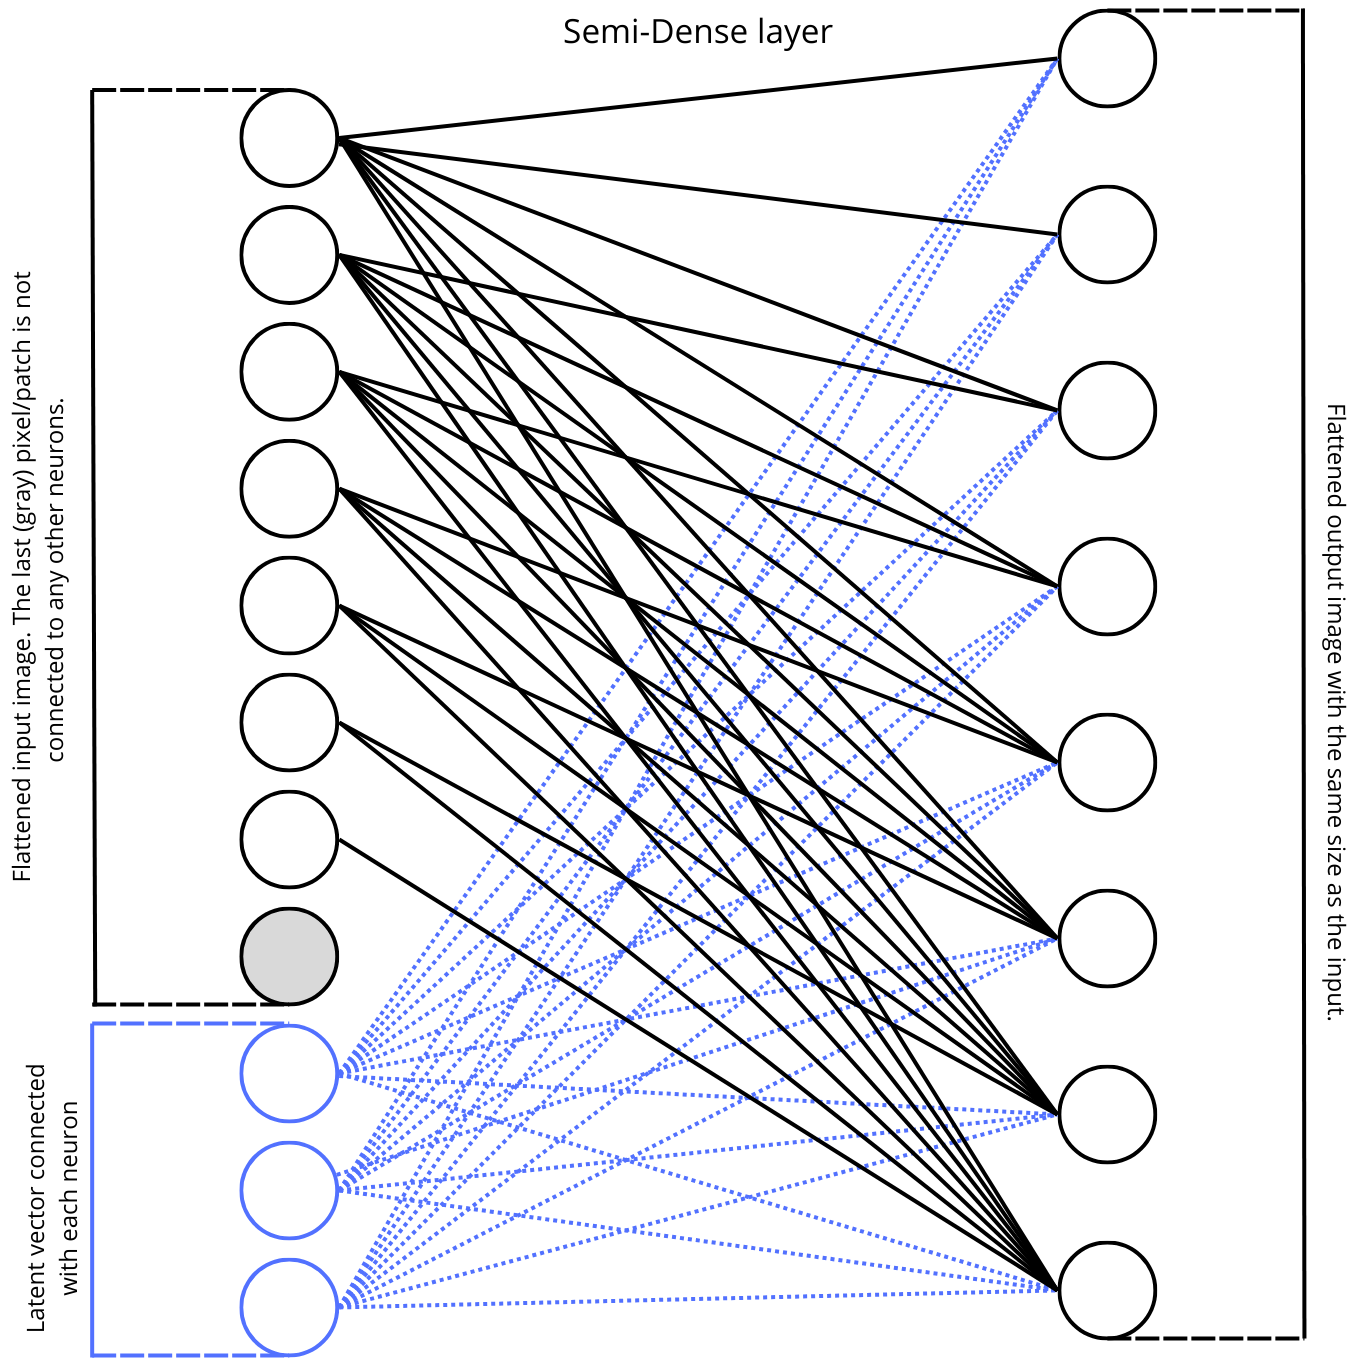 Semi-Dense layer
Flattened input image. The last (gray) pixel/patch is not
connected to any other neurons.
Latent vector connected
with each neuron
Flattened output image with the same size as the input.